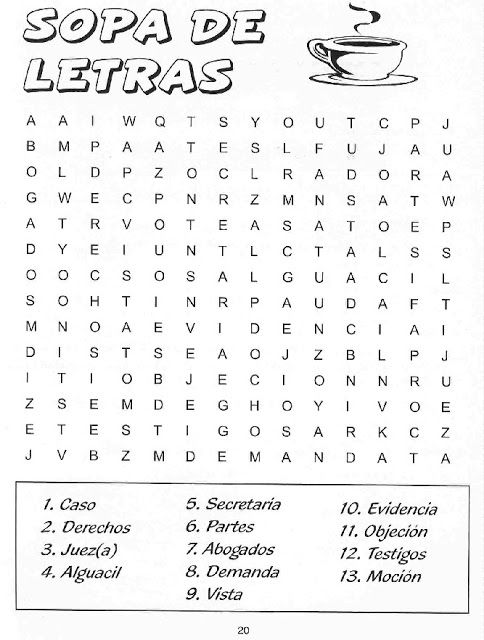 SOPA DE
LETRAS
A A I W Q T S Y O U T C P J
B M P A A T E S L F U J A U
O L D P Z O C L R A D O R A
G W E C P N R Z M N S A T W
A T R V O T E A S A T O E P
D Y E I U N T L C T A L S S
O O C S O S A L G U A C I L
S O H T I N R P A U D A F T
M N O A E V I D E N C I A I
D I S T S E A O J Z B L P J
I T I O B J E C I O N N R U
Z S E M D E G H O Y I V O E
E T E S T I G O S A R K C Z
J V B Z M D E M A N D A T A
1. Caso 5. Secretaría 10. Evidencia
2. Derechos 6. Partes 11. Objeción
3. Juez(a) 7. Abogados 12. Testigos
4. Alguacil 8. Demanda 13. Moción
9. Vista
20